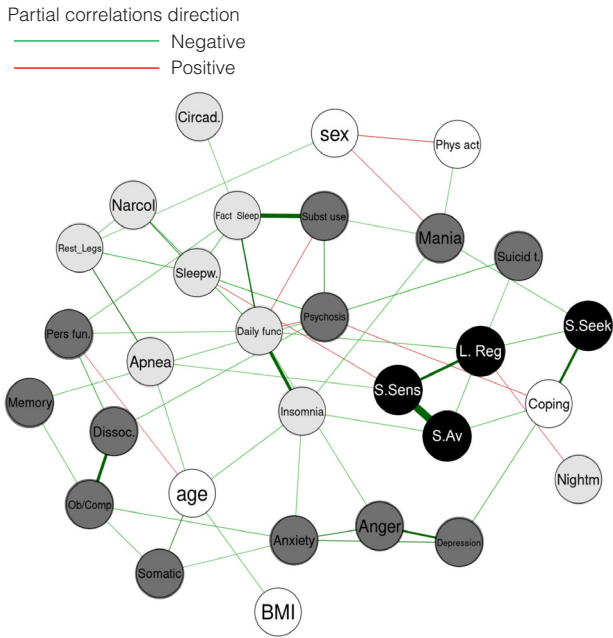 Partial correlations direction
Negative
Positive
Circad.
sex
Phys act
Narcol
Fact Sleep
Subst use
Mania
Rest_Legs
Sleepw.
Suicid t.
Psychosis
Daily func
Pers fun.
S.Seek
L. Reg
Apnea
S.Sens
Coping
Memory
Insomnia
Dissoc.
S.Av
Nightm
age
Ob/Comp
Anger
Anxiety
Depression
Somatic
BMI